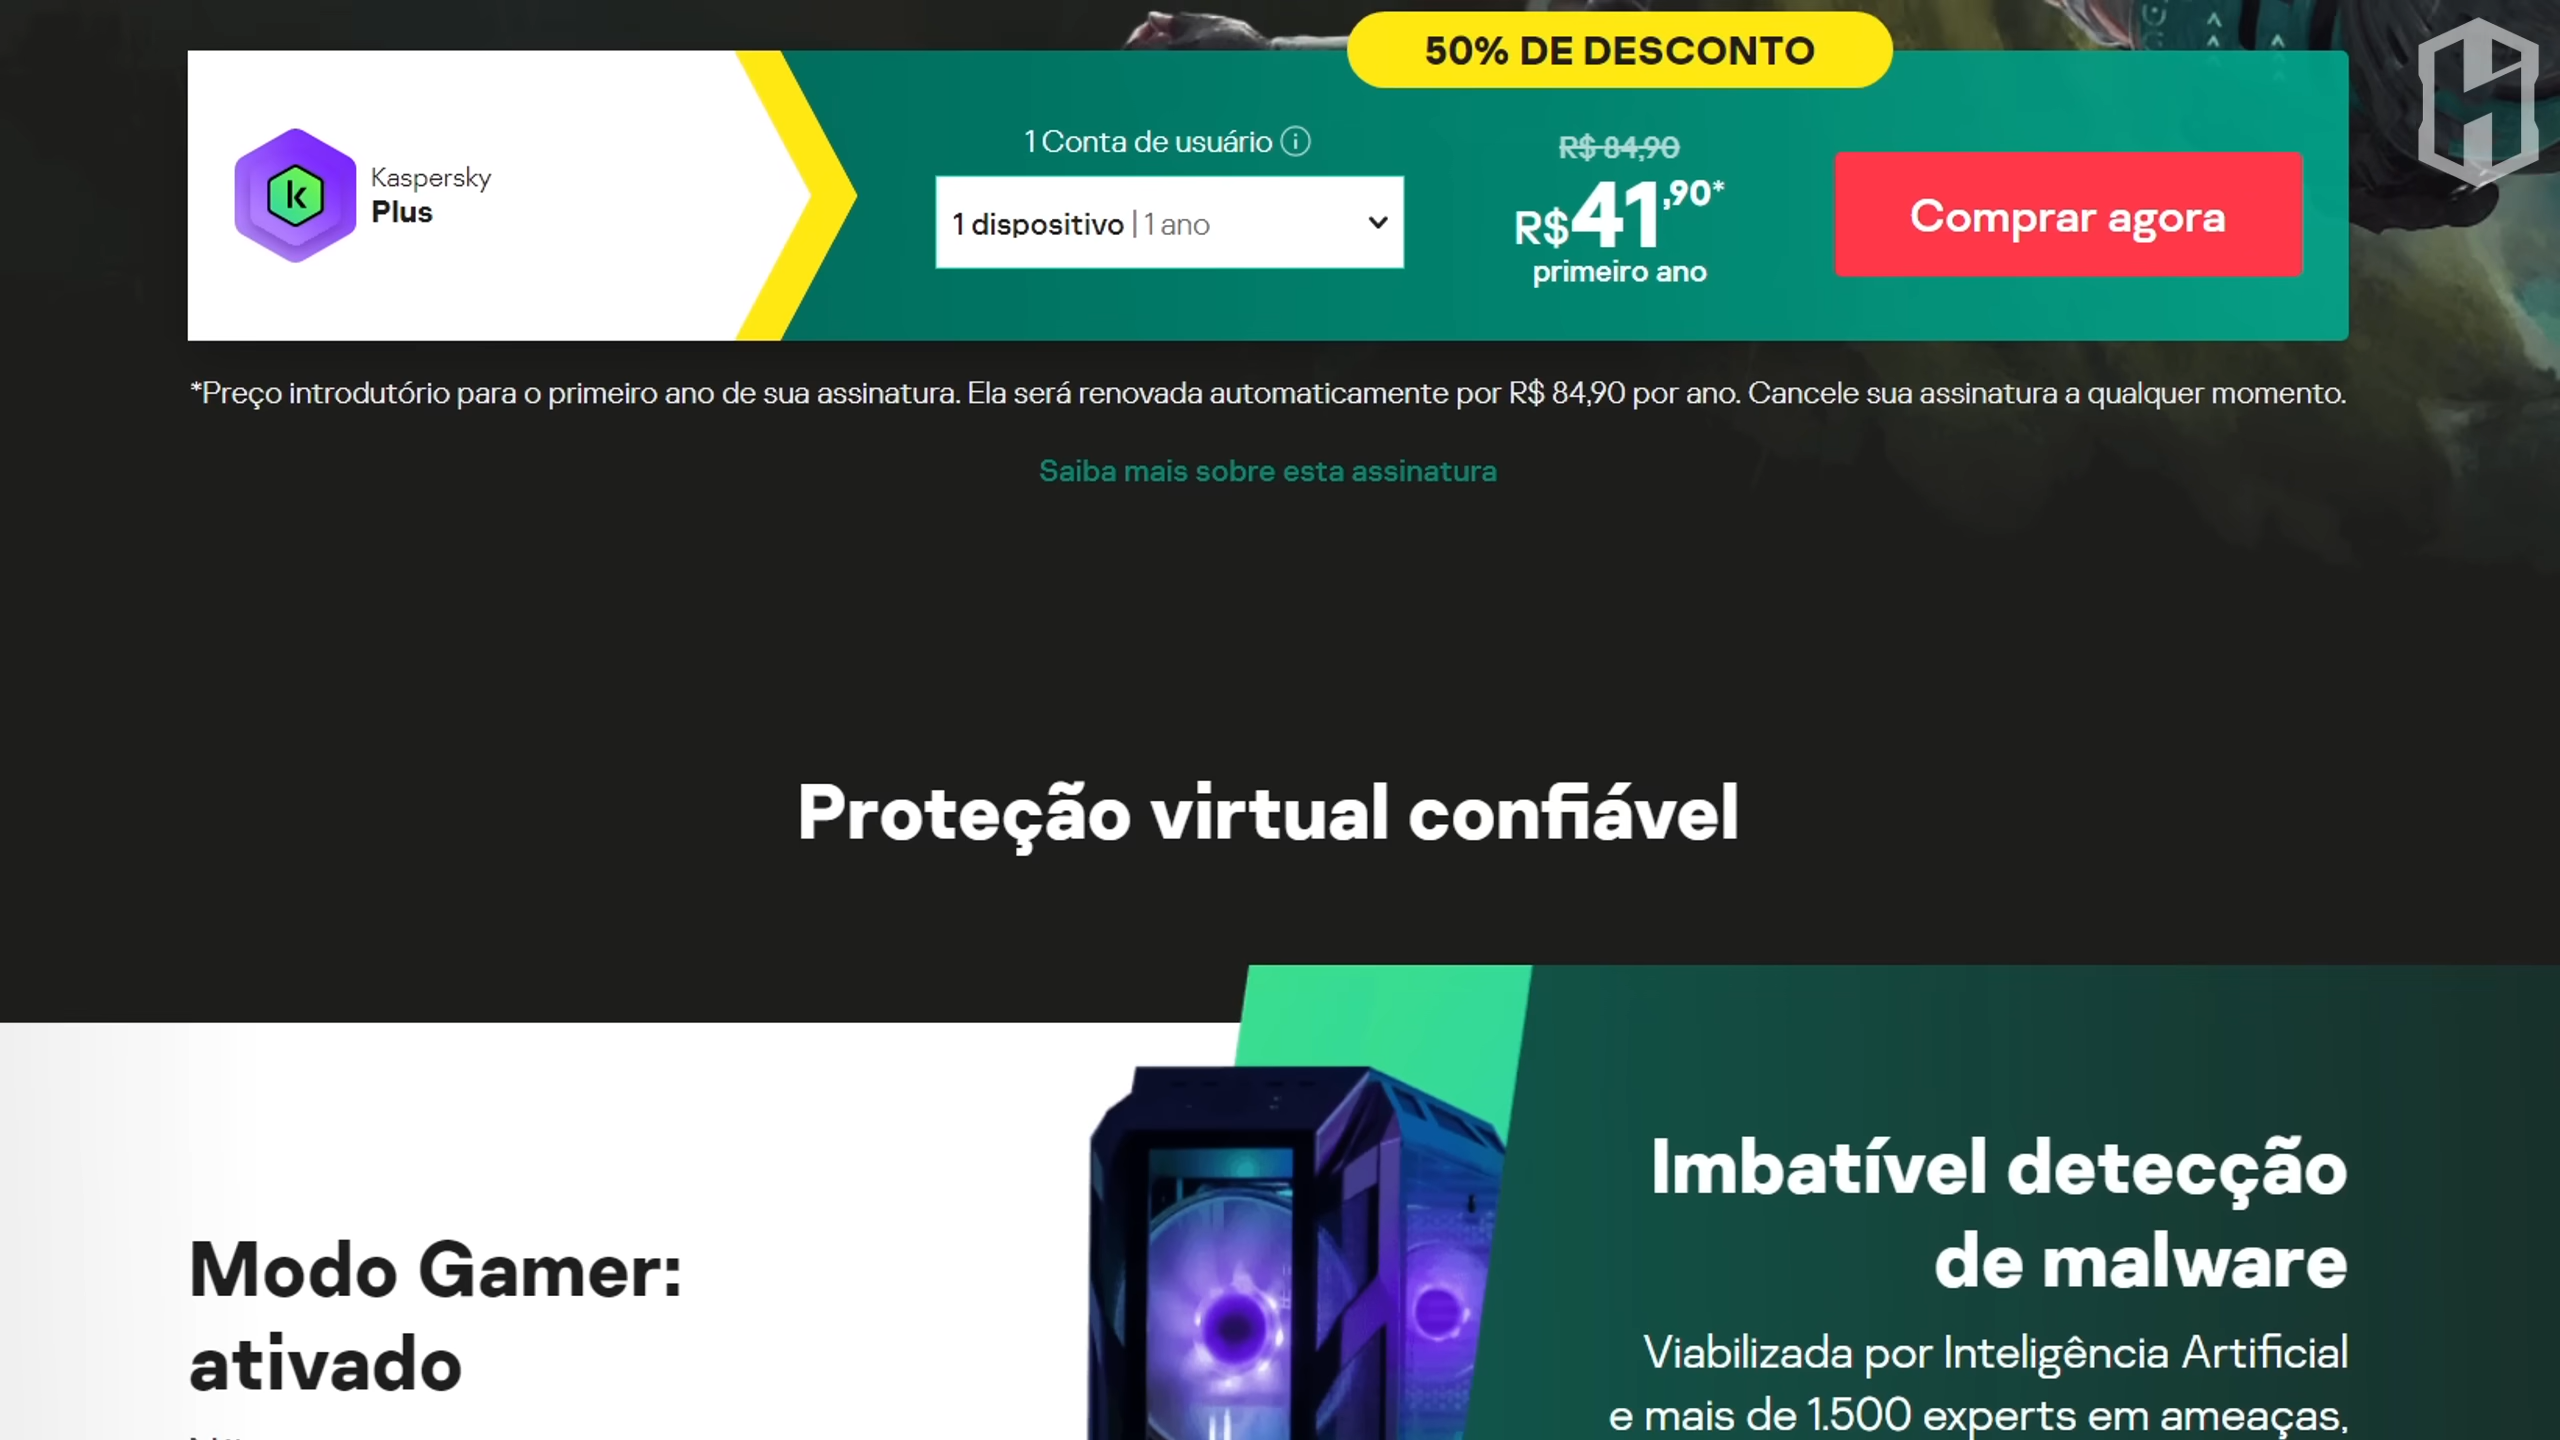 50% DE DESCONTO
Kaspersky
Plus
1 Conta de usuário
1 dispositivo | 1 ano
R$ 84,90
R$41,90*
primeiro ano
Comprar agora
*Preço introdutório para o primeiro ano de sua assinatura. Ela será renovada automaticamente por R$ 84,90 por ano. Cancele sua assinatura a qualquer momento.
Saiba mais sobre esta assinatura
Proteção virtual confiável
Modo Gamer:
ativado
Imbatível detecção
de malware
Viabilizada por Inteligência Artificial
e mais de 1.500 experts em ameaças,